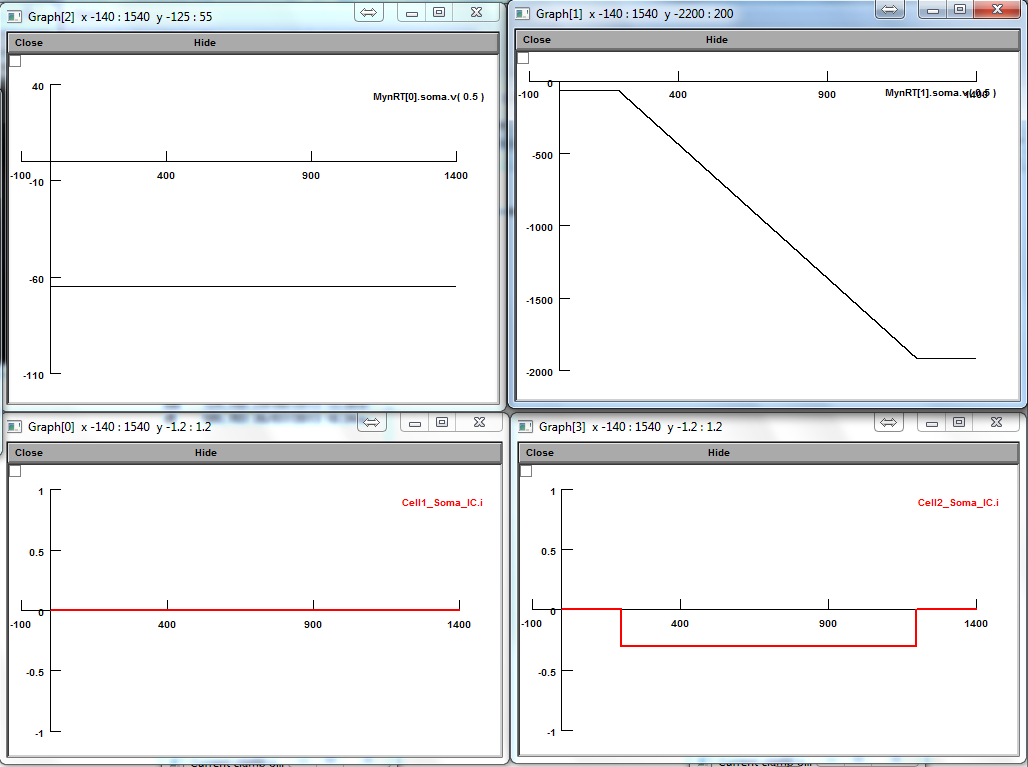 Graph[2] x -140 : 1540 y -125 : 55
Close Hide
40
MynRT[0].soma.v( 0.5 )
-100 400 900 1400
-10
-60
-110
Graph[1] x -140 : 1540 y -2200 : 200
Close Hide
0
-100 400 900 1400
MynRT[1].soma.v( 0.5 )
-500
-1000
-1500
-2000
Graph[0] x -140 : 1540 y -1.2 : 1.2
Close Hide
1
Cell1_Soma_IC.i
0.5
0
-100 400 900 1400
-0.5
-1
Graph[3] x -140 : 1540 y -1.2 : 1.2
Close Hide
1
Cell2_Soma_IC.i
0.5
0
-100 400 900 1400
-0.5
-1